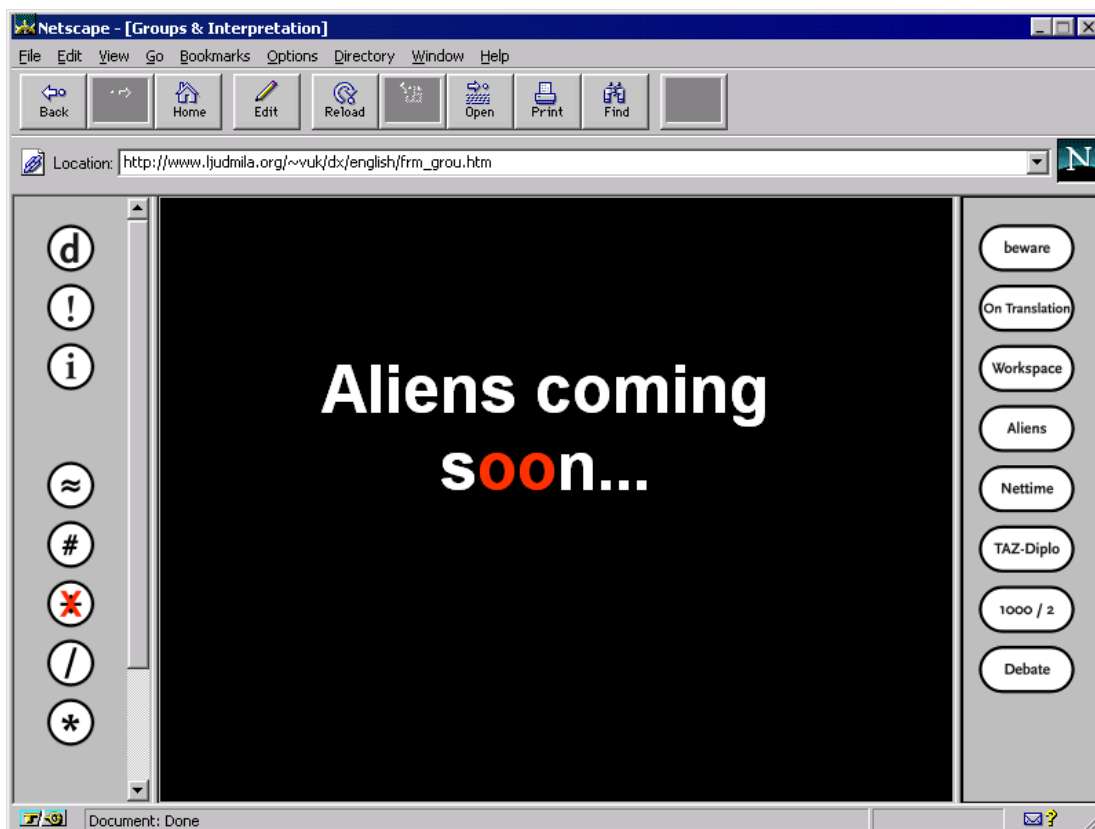 Netscape - [Groups & Interpretation]
File Edit View Go Bookmarks Options Directory Window Help
Back Home Edit Reload Open Print Find
Location: http://www.ljudmila.org/~vuk/dx/english/frm_grou.htm
N
d
!
i
≈
#
/
*
Aliens coming
soon...
beware
On Translation
Workspace
Aliens
Nettime
TAZ-Diplo
1000 / 2
Debate
Document: Done